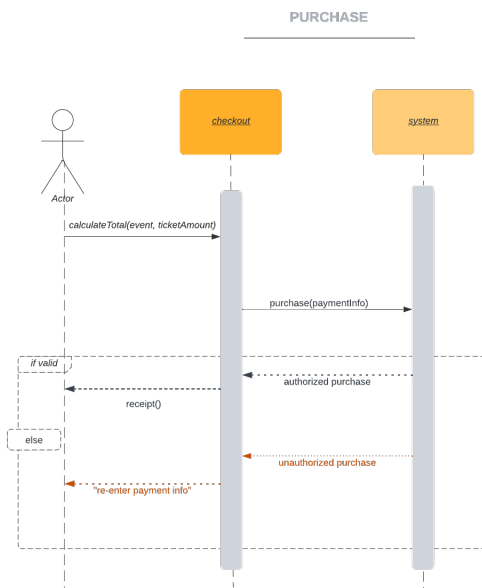 PURCHASE
checkout
system
Actor
calculateTotal(event, ticketAmount)
purchase(paymentInfo)
if valid
authorized purchase
receipt()
else
unauthorized purchase
"re-enter payment info"